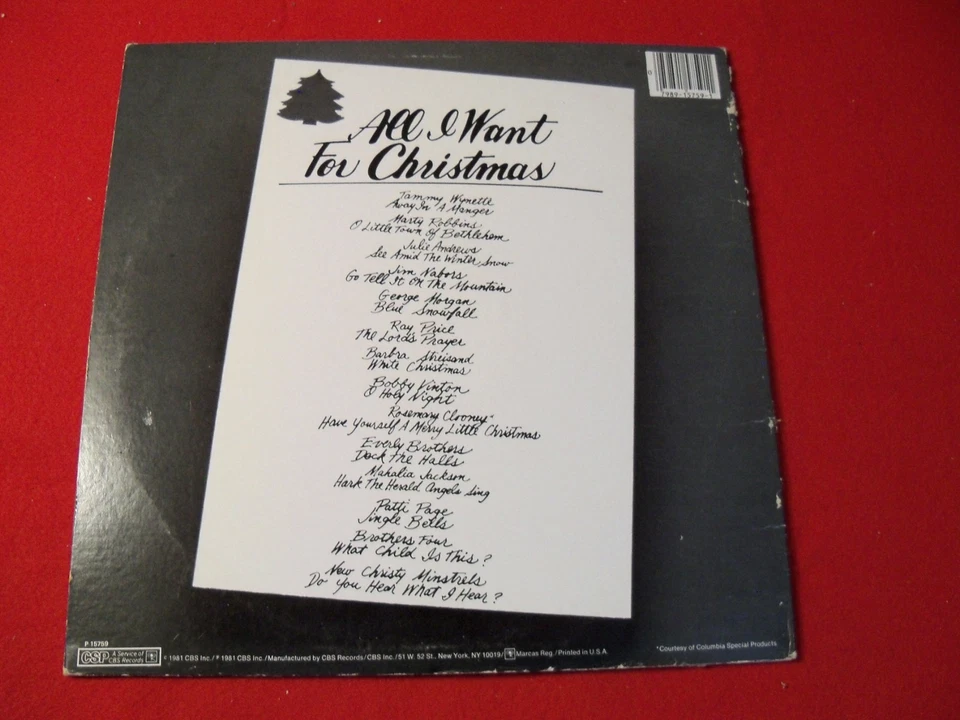 0
7989-15759-1
All I Want
For Christmas
Tammy Wynette
Away In A Manger
Marty Robbins
O Little Town Of Bethlehem
Julie Andrews
See Amid The Winter Snow
Jim Nabors
Go Tell It On The Mountain
George Morgan
Blue Snowfall
Ray Price
The Lord's Prayer
Barbra Streisand
White Christmas
Bobby Vinton
O Holy Night
Rosemary Clooney*
Have Yourself A Merry Little Christmas
Everly Brothers
Deck The Halls
Mahalia Jackson
Hark The Herald Angels Sing
Patti Page
Jingle Bells
Brothers Four
What Child Is This?
New Christy Minstrels
Do You Hear What I Hear?
P 15759
CSP A Service of
CBS Records
© 1981 CBS Inc./℗ 1981 CBS Inc./Manufactured by CBS Records/CBS Inc./51 W. 52 St., New York, NY 10019/ Marcas Reg./Printed in U.S.A.
*Courtesy of Columbia Special Products